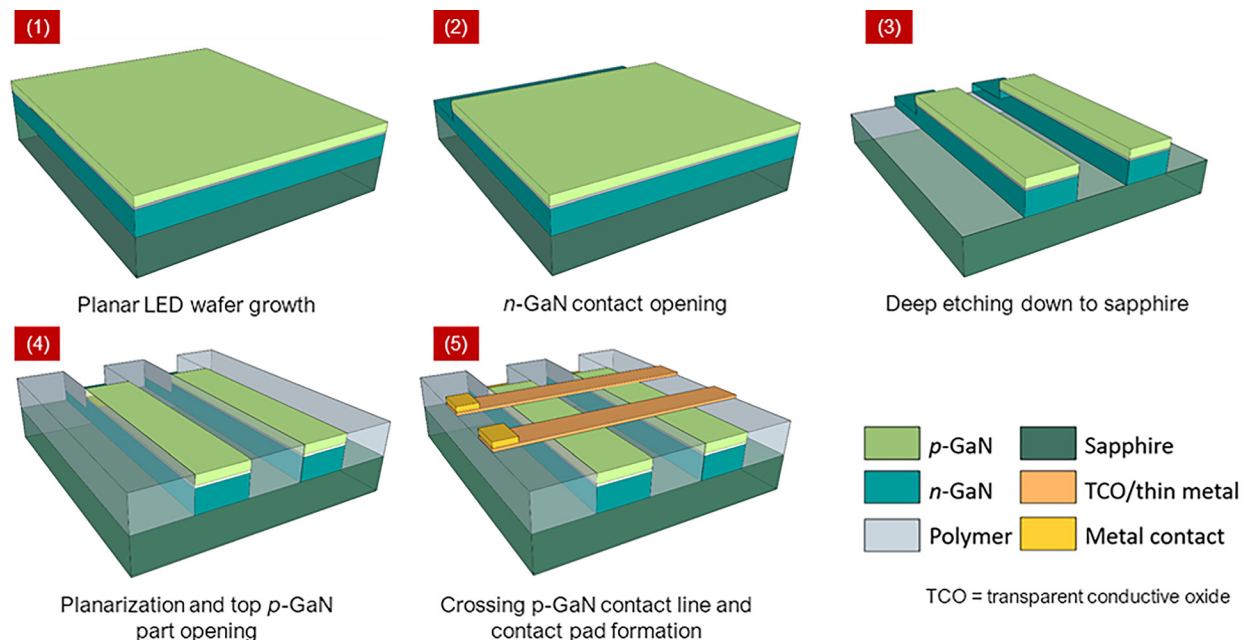 (1)
(2)
(3)
Planar LED wafer growth
n-GaN contact opening
Deep etching down to sapphire
(4)
(5)
p-GaN
Sapphire
n-GaN
TCO/thin metal
Polymer
Metal contact
TCO = transparent conductive oxide
Planarization and top p-GaN
part opening
Crossing p-GaN contact line and
contact pad formation